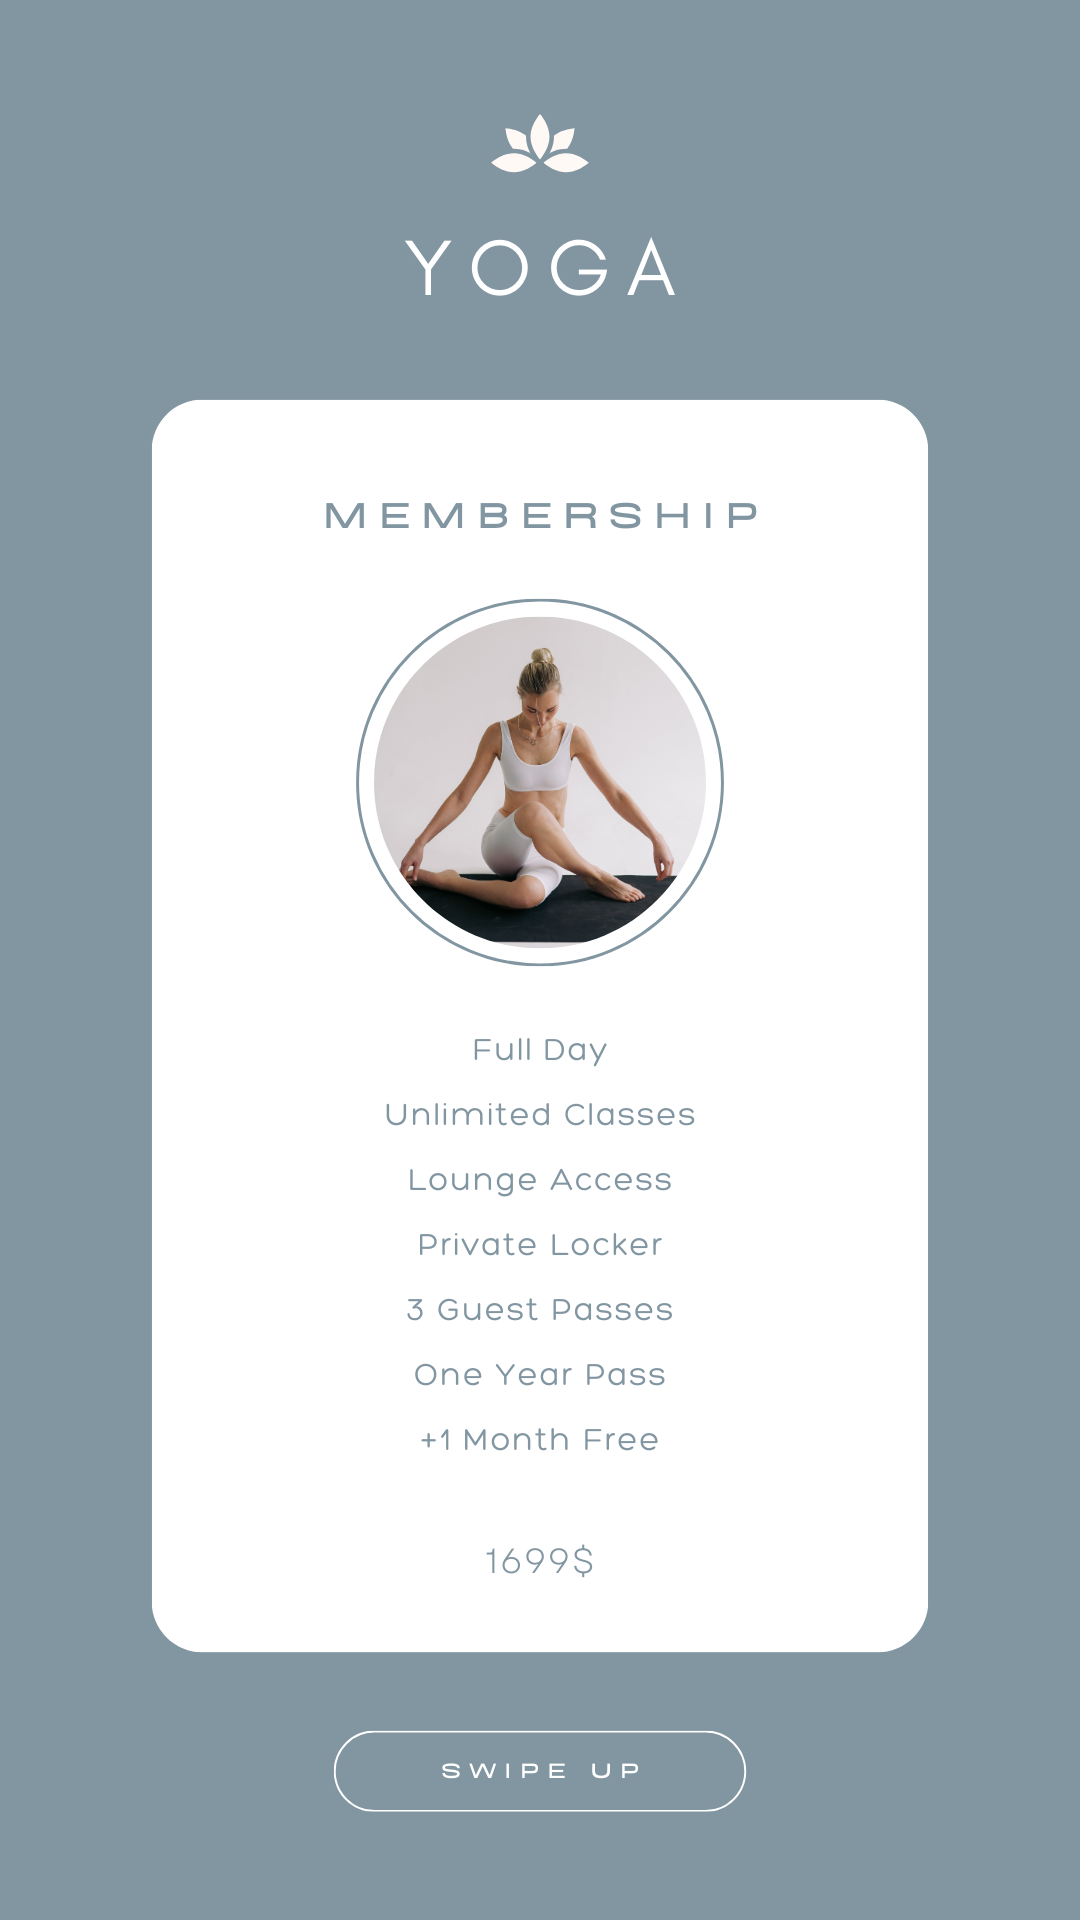 YOGA
MEMBERSHIP
Full Day
Unlimited Classes
Lounge Access
Private Locker
3 Guest Passes
One Year Pass
+1 Month Free
1699$
SWIPE UP